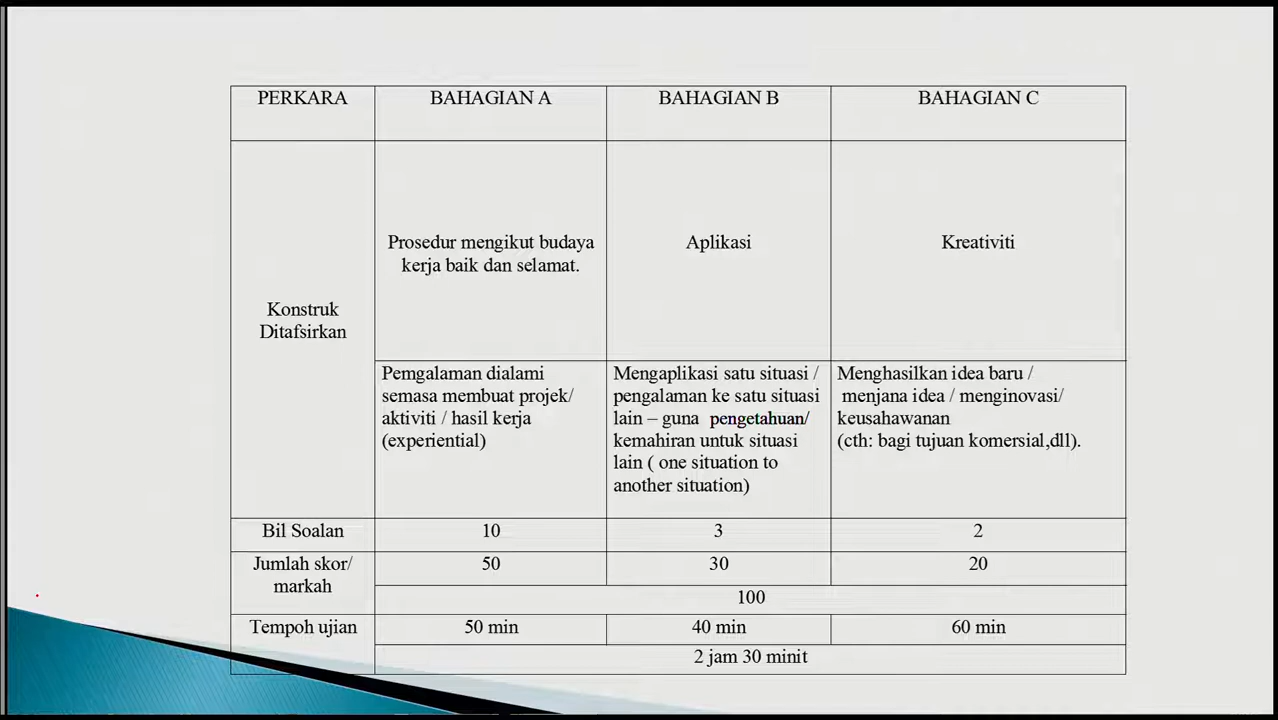 PERKARA
BAHAGIAN A
BAHAGIAN B
BAHAGIAN C
Konstruk
Ditafsirkan
Prosedur mengikut budaya
kerja baik dan selamat.
Aplikasi
Kreativiti
Pemgalaman dialami
semasa membuat projek/
aktiviti / hasil kerja
(experiential)
Mengaplikasi satu situasi /
pengalaman ke satu situasi
lain – guna pengetahuan/
kemahiran untuk situasi
lain ( one situation to
another situation)
Menghasilkan idea baru /
menjana idea / menginovasi/
keusahawanan
(cth: bagi tujuan komersial,dll).
Bil Soalan
10
3
2
Jumlah skor/
markah
50
30
20
100
Tempoh ujian
50 min
40 min
60 min
2 jam 30 minit